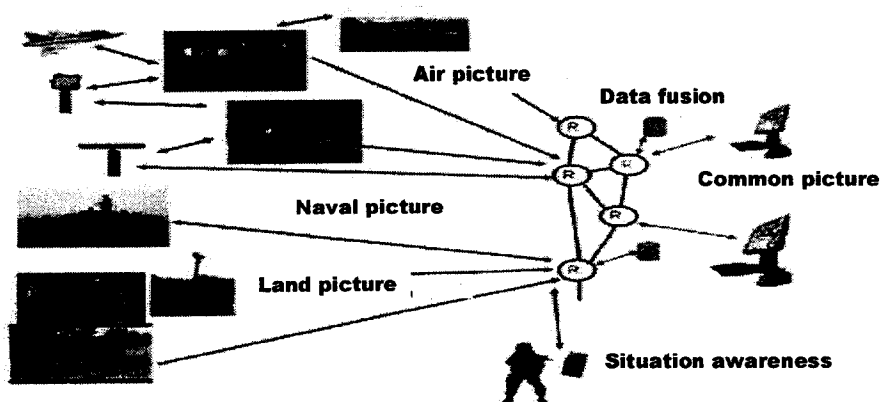 Air picture
Data fusion
R
R
R
Common picture
Naval picture
R
Land picture
R
Situation awareness